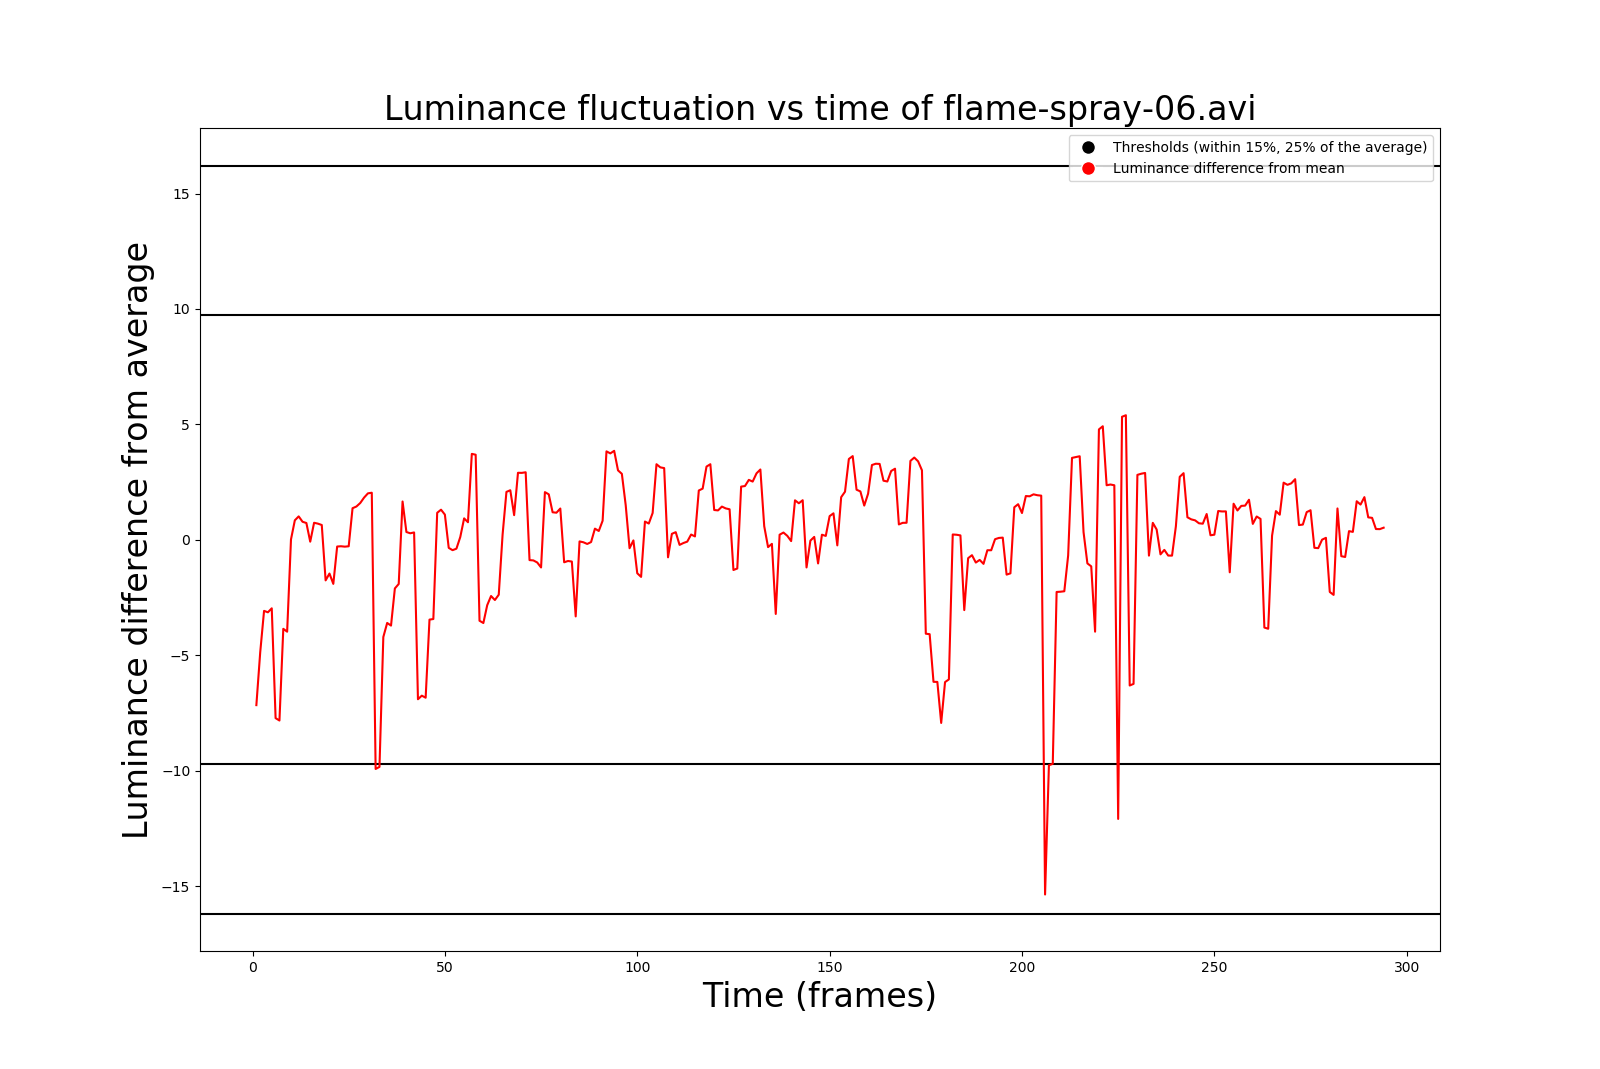 Luminance fluctuation vs time of flame-spray-06.avi
Thresholds (within 15%, 25% of the average)
Luminance difference from mean
Luminance difference from average
15
10
5
0
−5
−10
−15
0 50 100 150 200 250 300
Time (frames)